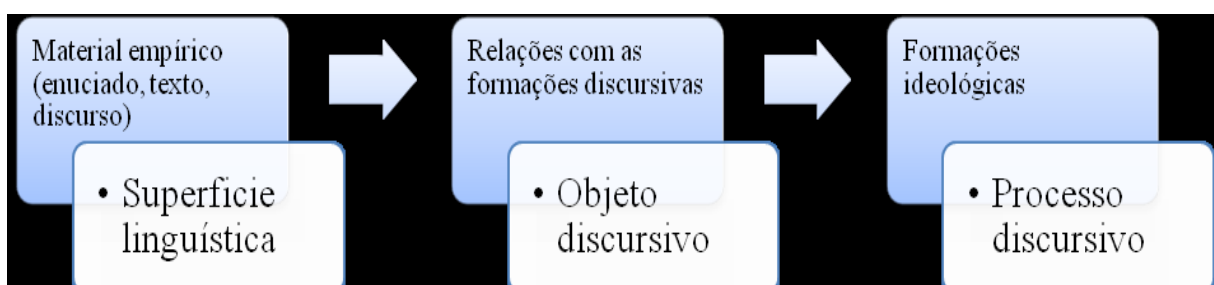 Material empírico
(enuciado, texto,
discurso)
• Superficie
linguística
Relações com as
formações discursivas
• Objeto
discursivo
Formações
ideológicas
• Processo
discursivo